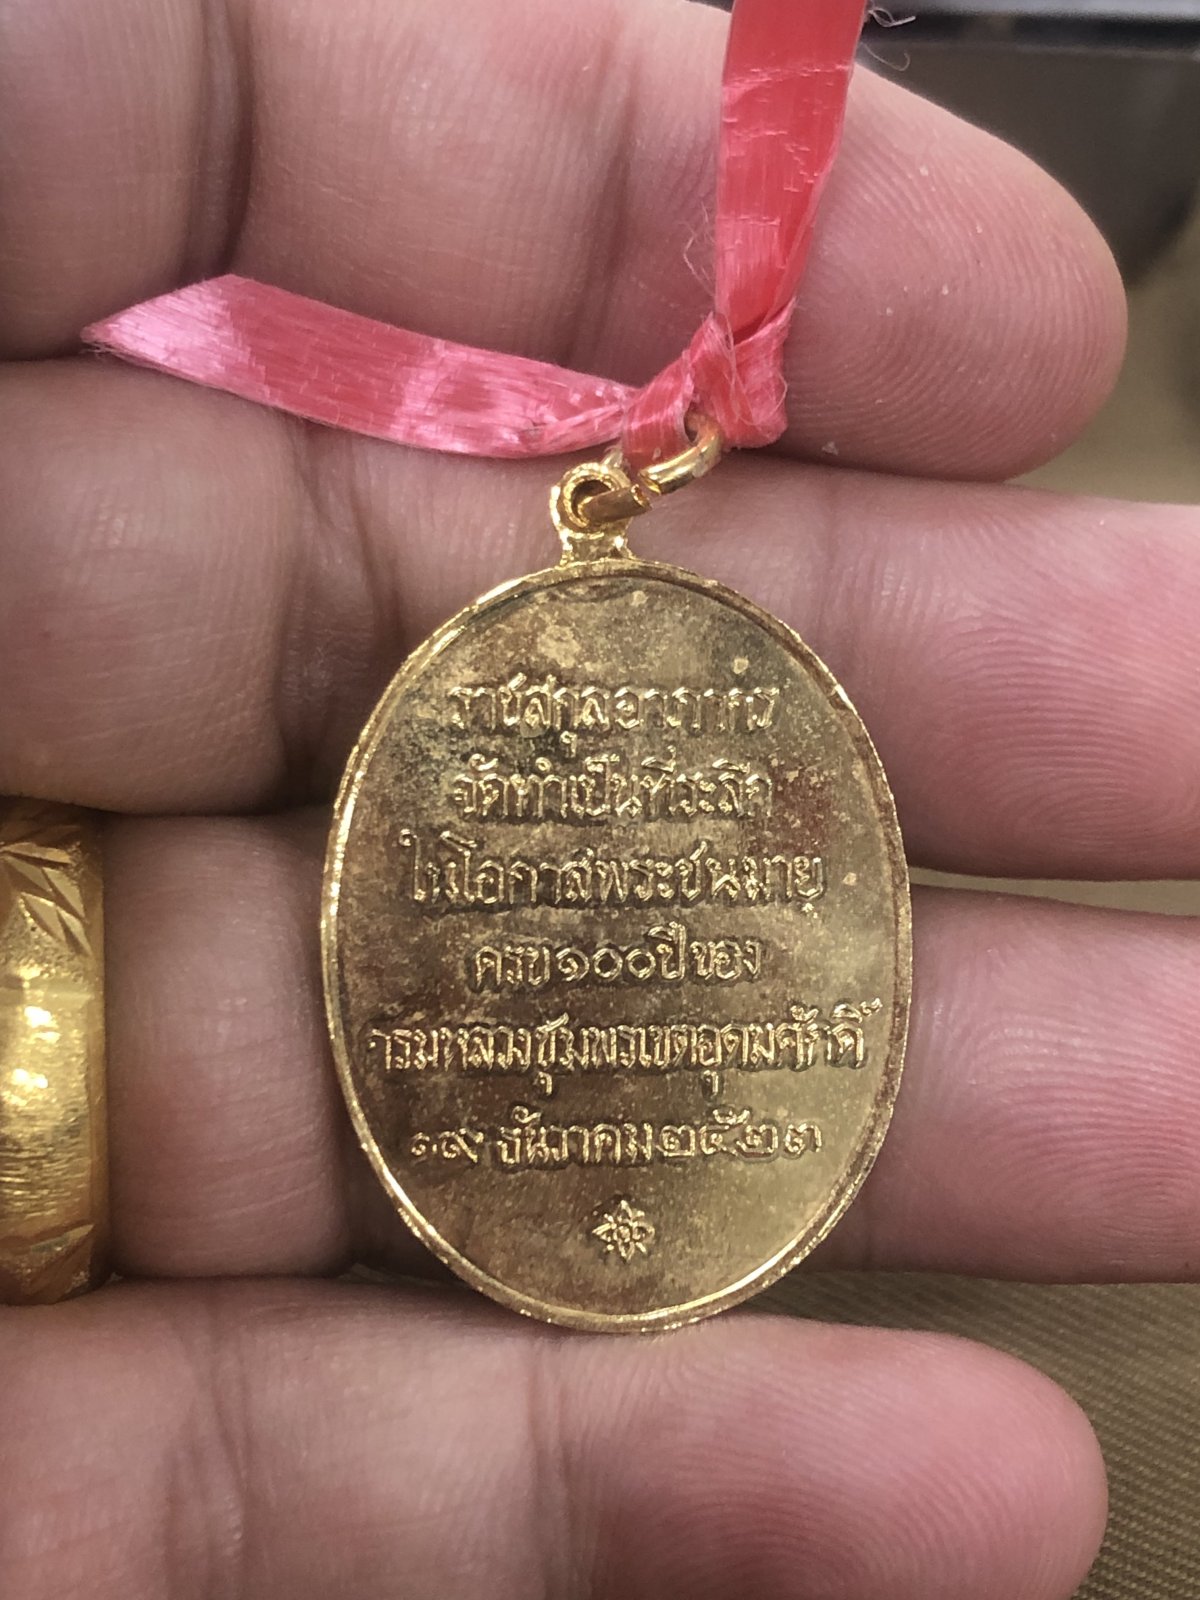 ราชสกุลอาภากร
จัดทำเป็นที่ระลึก
ในโอกาสพระชนมายุ
ครบ๑๐๐ปีของ
กรมหลวงชุมพรเขตอุดมศักดิ์
๑๙ ธันวาคม๒๕๒๓